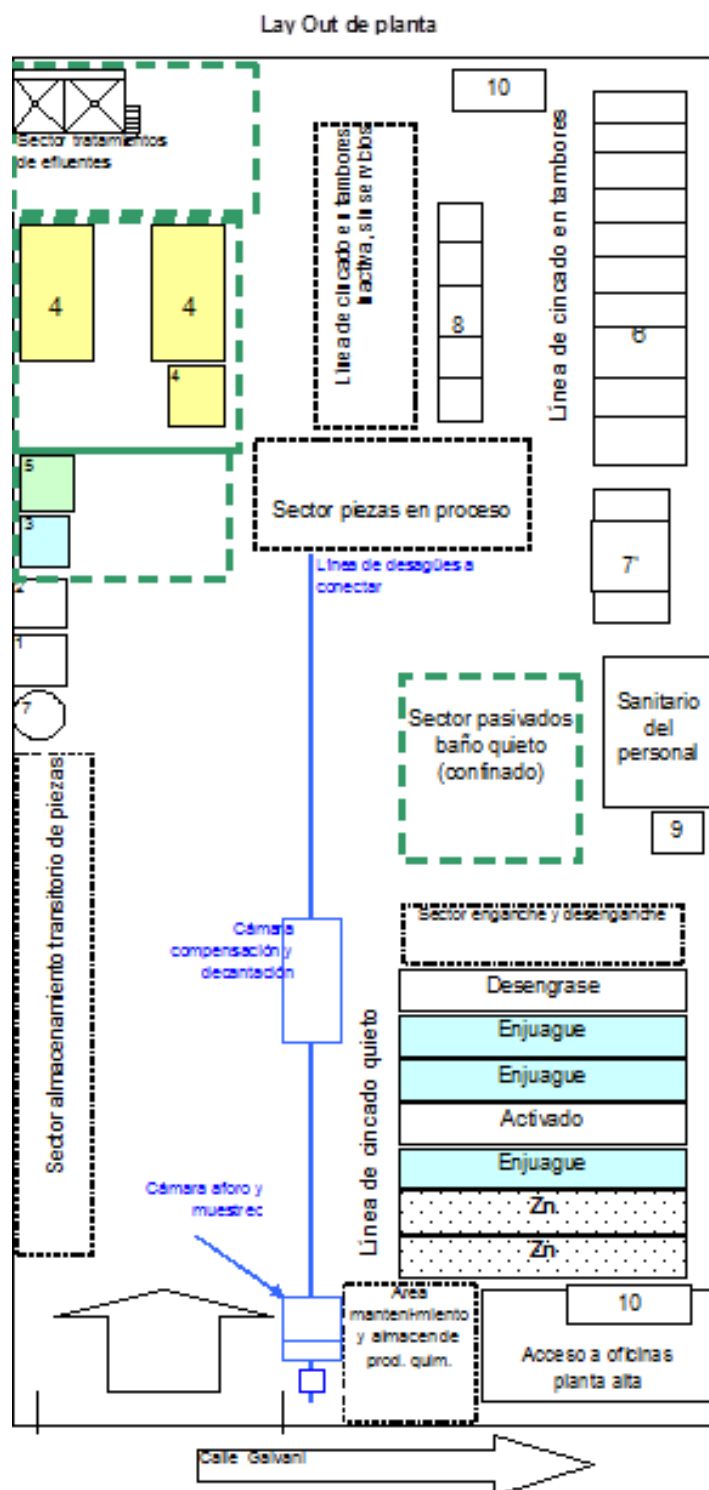 Lay Out de planta
10
Sector tratamientos
de efluentes
Línea de cincado en tambores
inactiva, sin servicios
Línea de cincado en tambores
4
4
4
8
6
5
3
2
1
7
Sector piezas en proceso
Línea de desagües a
conectar
7'
Sector pasivados
baño quieto
(confinado)
Sanitario
del
personal
9
Sector almacenamiento transitorio de piezas
Cámara
compensación y
decantación
Sector enganche y desenganche
Línea de cincado quieto
Desengrase
Enjuague
Enjuague
Activado
Enjuague
Zn.
Zn.
Cámara aforo y
muestreo
Area
mantenimiento
y almacen de
prod. quim.
10
Acceso a oficinas
planta alta
Calle Galvani